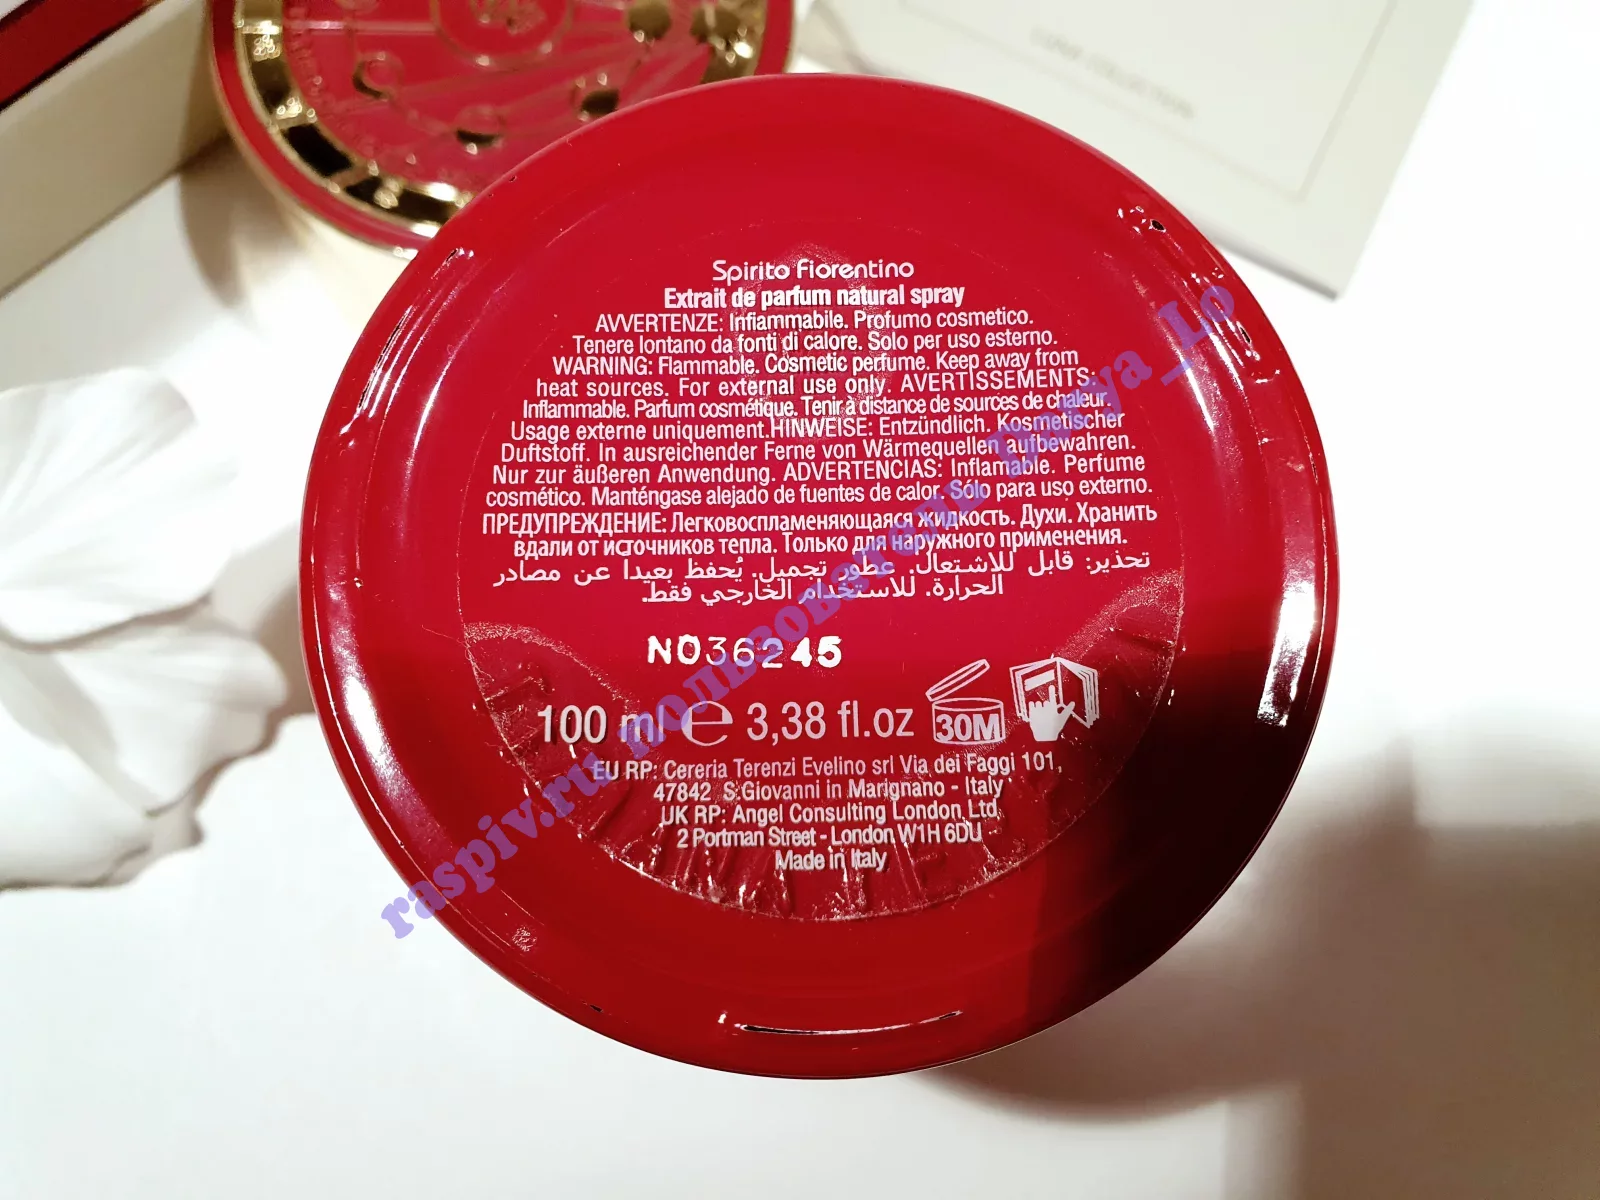 Spirito Fiorentino
Extrait de parfum natural spray
AVVERTENZE: Infiammabile. Profumo cosmetico.
Tenere lontano da fonti di calore. Solo per uso esterno.
WARNING: Flammable. Cosmetic perfume. Keep away from
heat sources. For external use only. AVERTISSEMENTS:
Inflammable. Parfum cosmétique. Tenir à distance de sources de chaleur.
Usage externe uniquement.HINWEISE: Entzündlich. Kosmetischer
Duftstoff. In ausreichender Ferne von Wärmequellen aufbewahren.
Nur zur äußeren Anwendung. ADVERTENCIAS: Inflamable. Perfume
cosmético. Manténgase alejado de fuentes de calor. Sólo para uso externo.
ПРЕДУПРЕЖДЕНИЕ: Легковоспламеняющаяся жидкость. Духи. Хранить
вдали от источников тепла. Только для наружного применения.
تحذير: قابل للاشتعال. عطور تجميل. يُحفظ بعيدا عن مصادر
الحرارة. للاستخدام الخارجي فقط.
NO36245
100 ml e 3,38 fl.oz 30M
EU RP: Cereria Terenzi Evelino srl Via dei Faggi 101,
47842 S.Giovanni in Marignano - Italy
UK RP: Angel Consulting London Ltd
2 Portman Street - London W1H 6DU
Made in Italy
raspiv.ru пользователь Darya_Lo